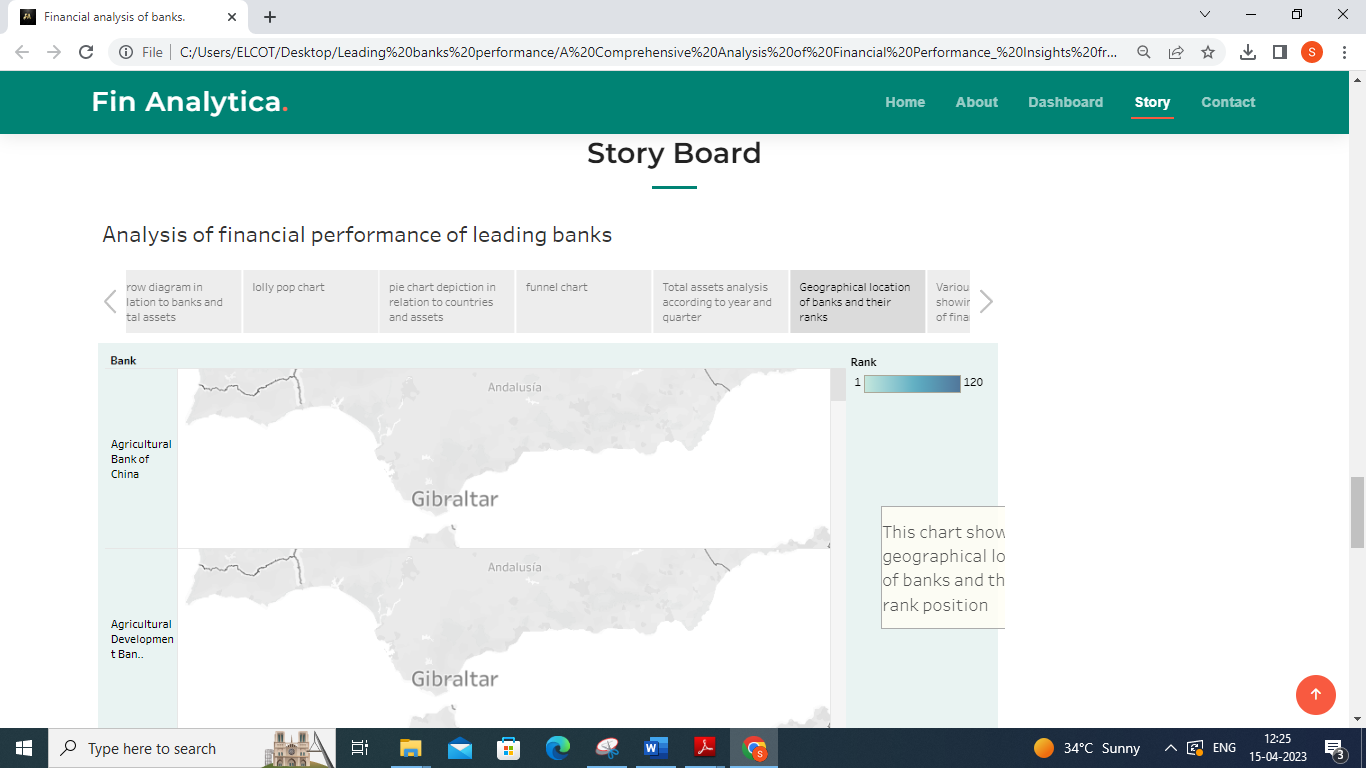 Financial analysis of banks.
File
C:/Users/ELCOT/Desktop/Leading%20banks%20performance/A%20Comprehensive%20Analysis%20of%20Financial%20Performance_%20Insights%20fr...
S
Fin Analytica.
Home
About
Dashboard
Story
Contact
Story Board
Analysis of financial performance of leading banks
row diagram in
lation to banks and
tal assets
lolly pop chart
pie chart depiction in
relation to countries
and assets
funnel chart
Total assets analysis
according to year and
quarter
Geographical location
of banks and their
ranks
Variou
showin
of fina
Bank
Rank
1
120
Agricultural
Bank of
China
Andalusía
Gibraltar
This chart show
geographical lo
of banks and th
rank position
Agricultural
Developmen
t Ban..
Andalusía
Gibraltar
Type here to search
34°C Sunny
ENG
12:25
15-04-2023
3